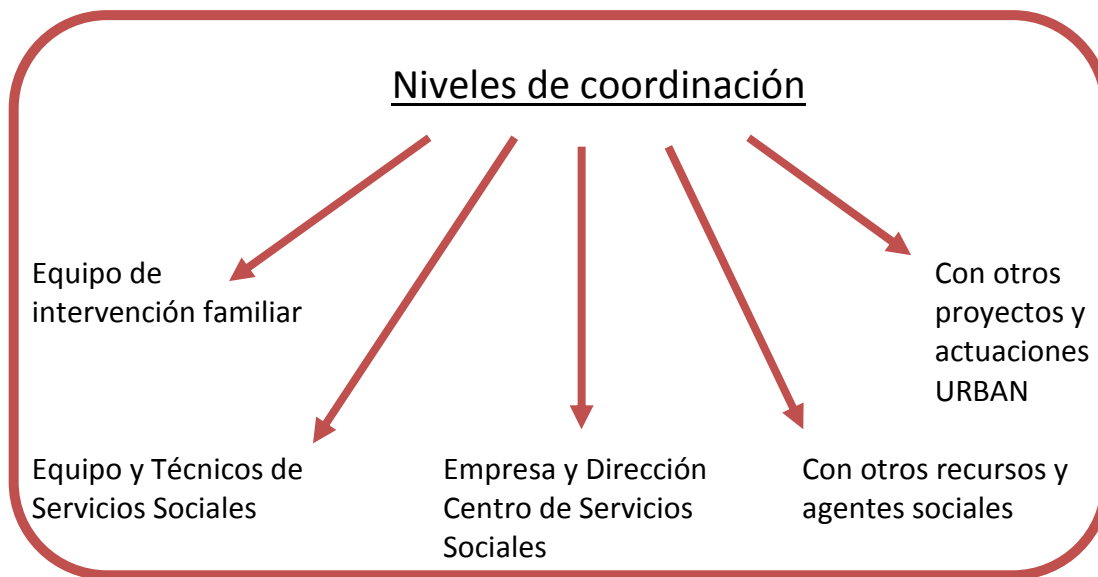 Niveles de coordinación
Equipo de
intervención familiar
Con otros
proyectos y
actuaciones
URBAN
Equipo y Técnicos de
Servicios Sociales
Empresa y Dirección
Centro de Servicios
Sociales
Con otros recursos y
agentes sociales